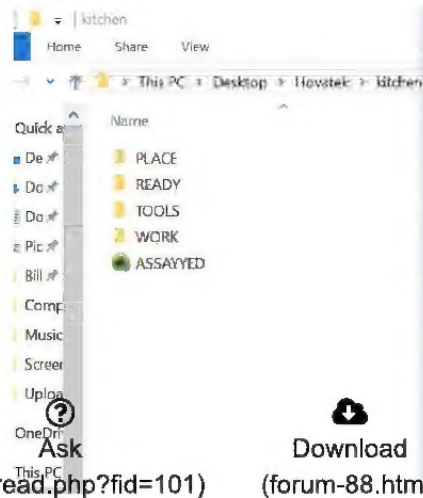 kitchen
Home Share View
This PC Desktop Hovatek kitchen
Quick a
Name
De
PLACE
Do
READY
Do
TOOLS
Pic
WORK
Bill
ASSAYYED
Comp
Music
Screen
Uploa
OneDri
Ask
Download
This PC
read.php?fid=101)
(forum-88.htm